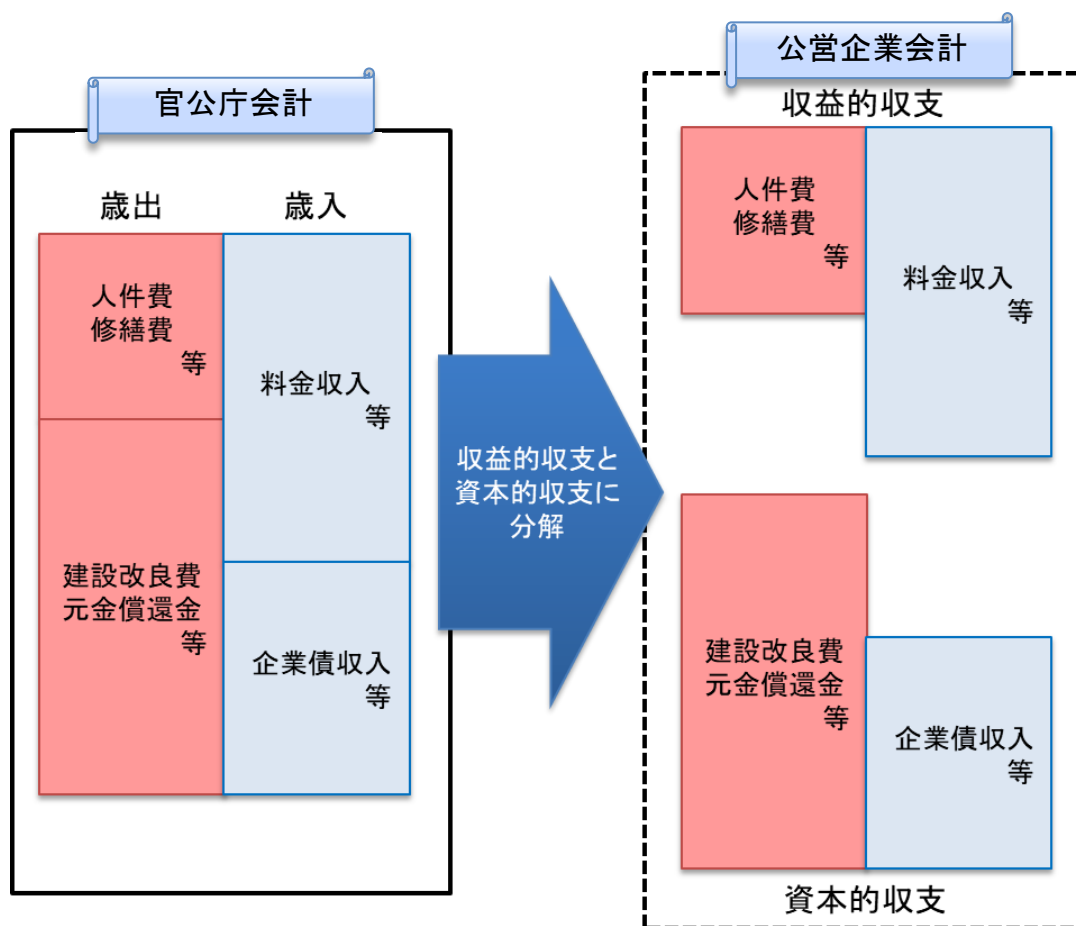 官公庁会計
歳出
歳入
人件費
修繕費
等
料金収入
等
建設改良費
元金償還金
等
企業債収入
等
収益的収支と
資本的収支に
分解
公営企業会計
収益的収支
人件費
修繕費
等
料金収入
等
建設改良費
元金償還金
等
企業債収入
等
資本的収支